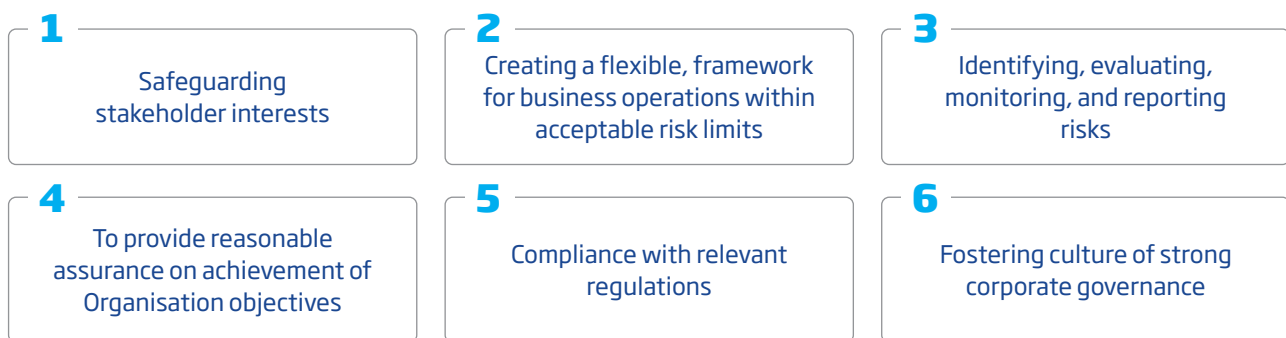 1
Safeguarding
stakeholder interests
2
Creating a flexible, framework
for business operations within
acceptable risk limits
3
Identifying, evaluating,
monitoring, and reporting
risks
4
To provide reasonable
assurance on achievement of
Organisation objectives
5
Compliance with relevant
regulations
6
Fostering culture of strong
corporate governance